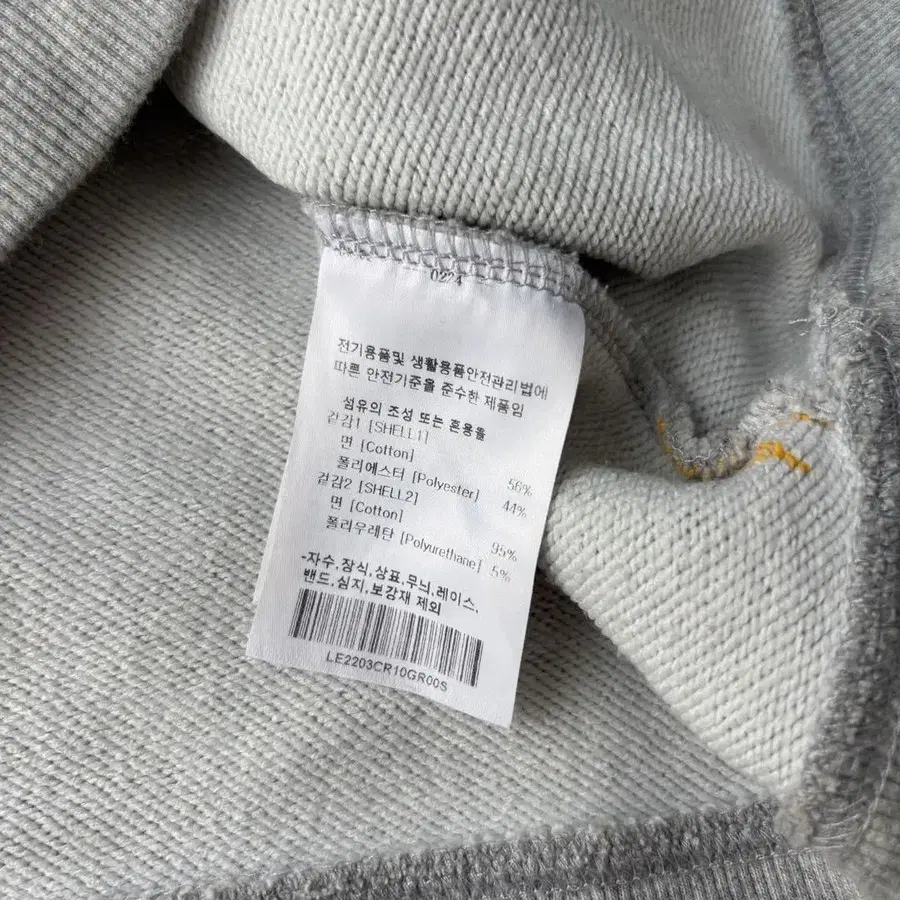 0224
전기용품및 생활용품안전관리법에
따른 안전기준을 준수한 제품임
섬유의 조성 또는 혼용율
겉감1 [SHELL1]
면 [Cotton] 56%
폴리에스터 [Polyester] 44%
겉감2 [SHELL2]
면 [Cotton] 95%
폴리우레탄 [Polyurethane] 5%
-자수,장식,상표,무늬,레이스,
밴드,심지,보강재 제외
LE2203CR10GR00S